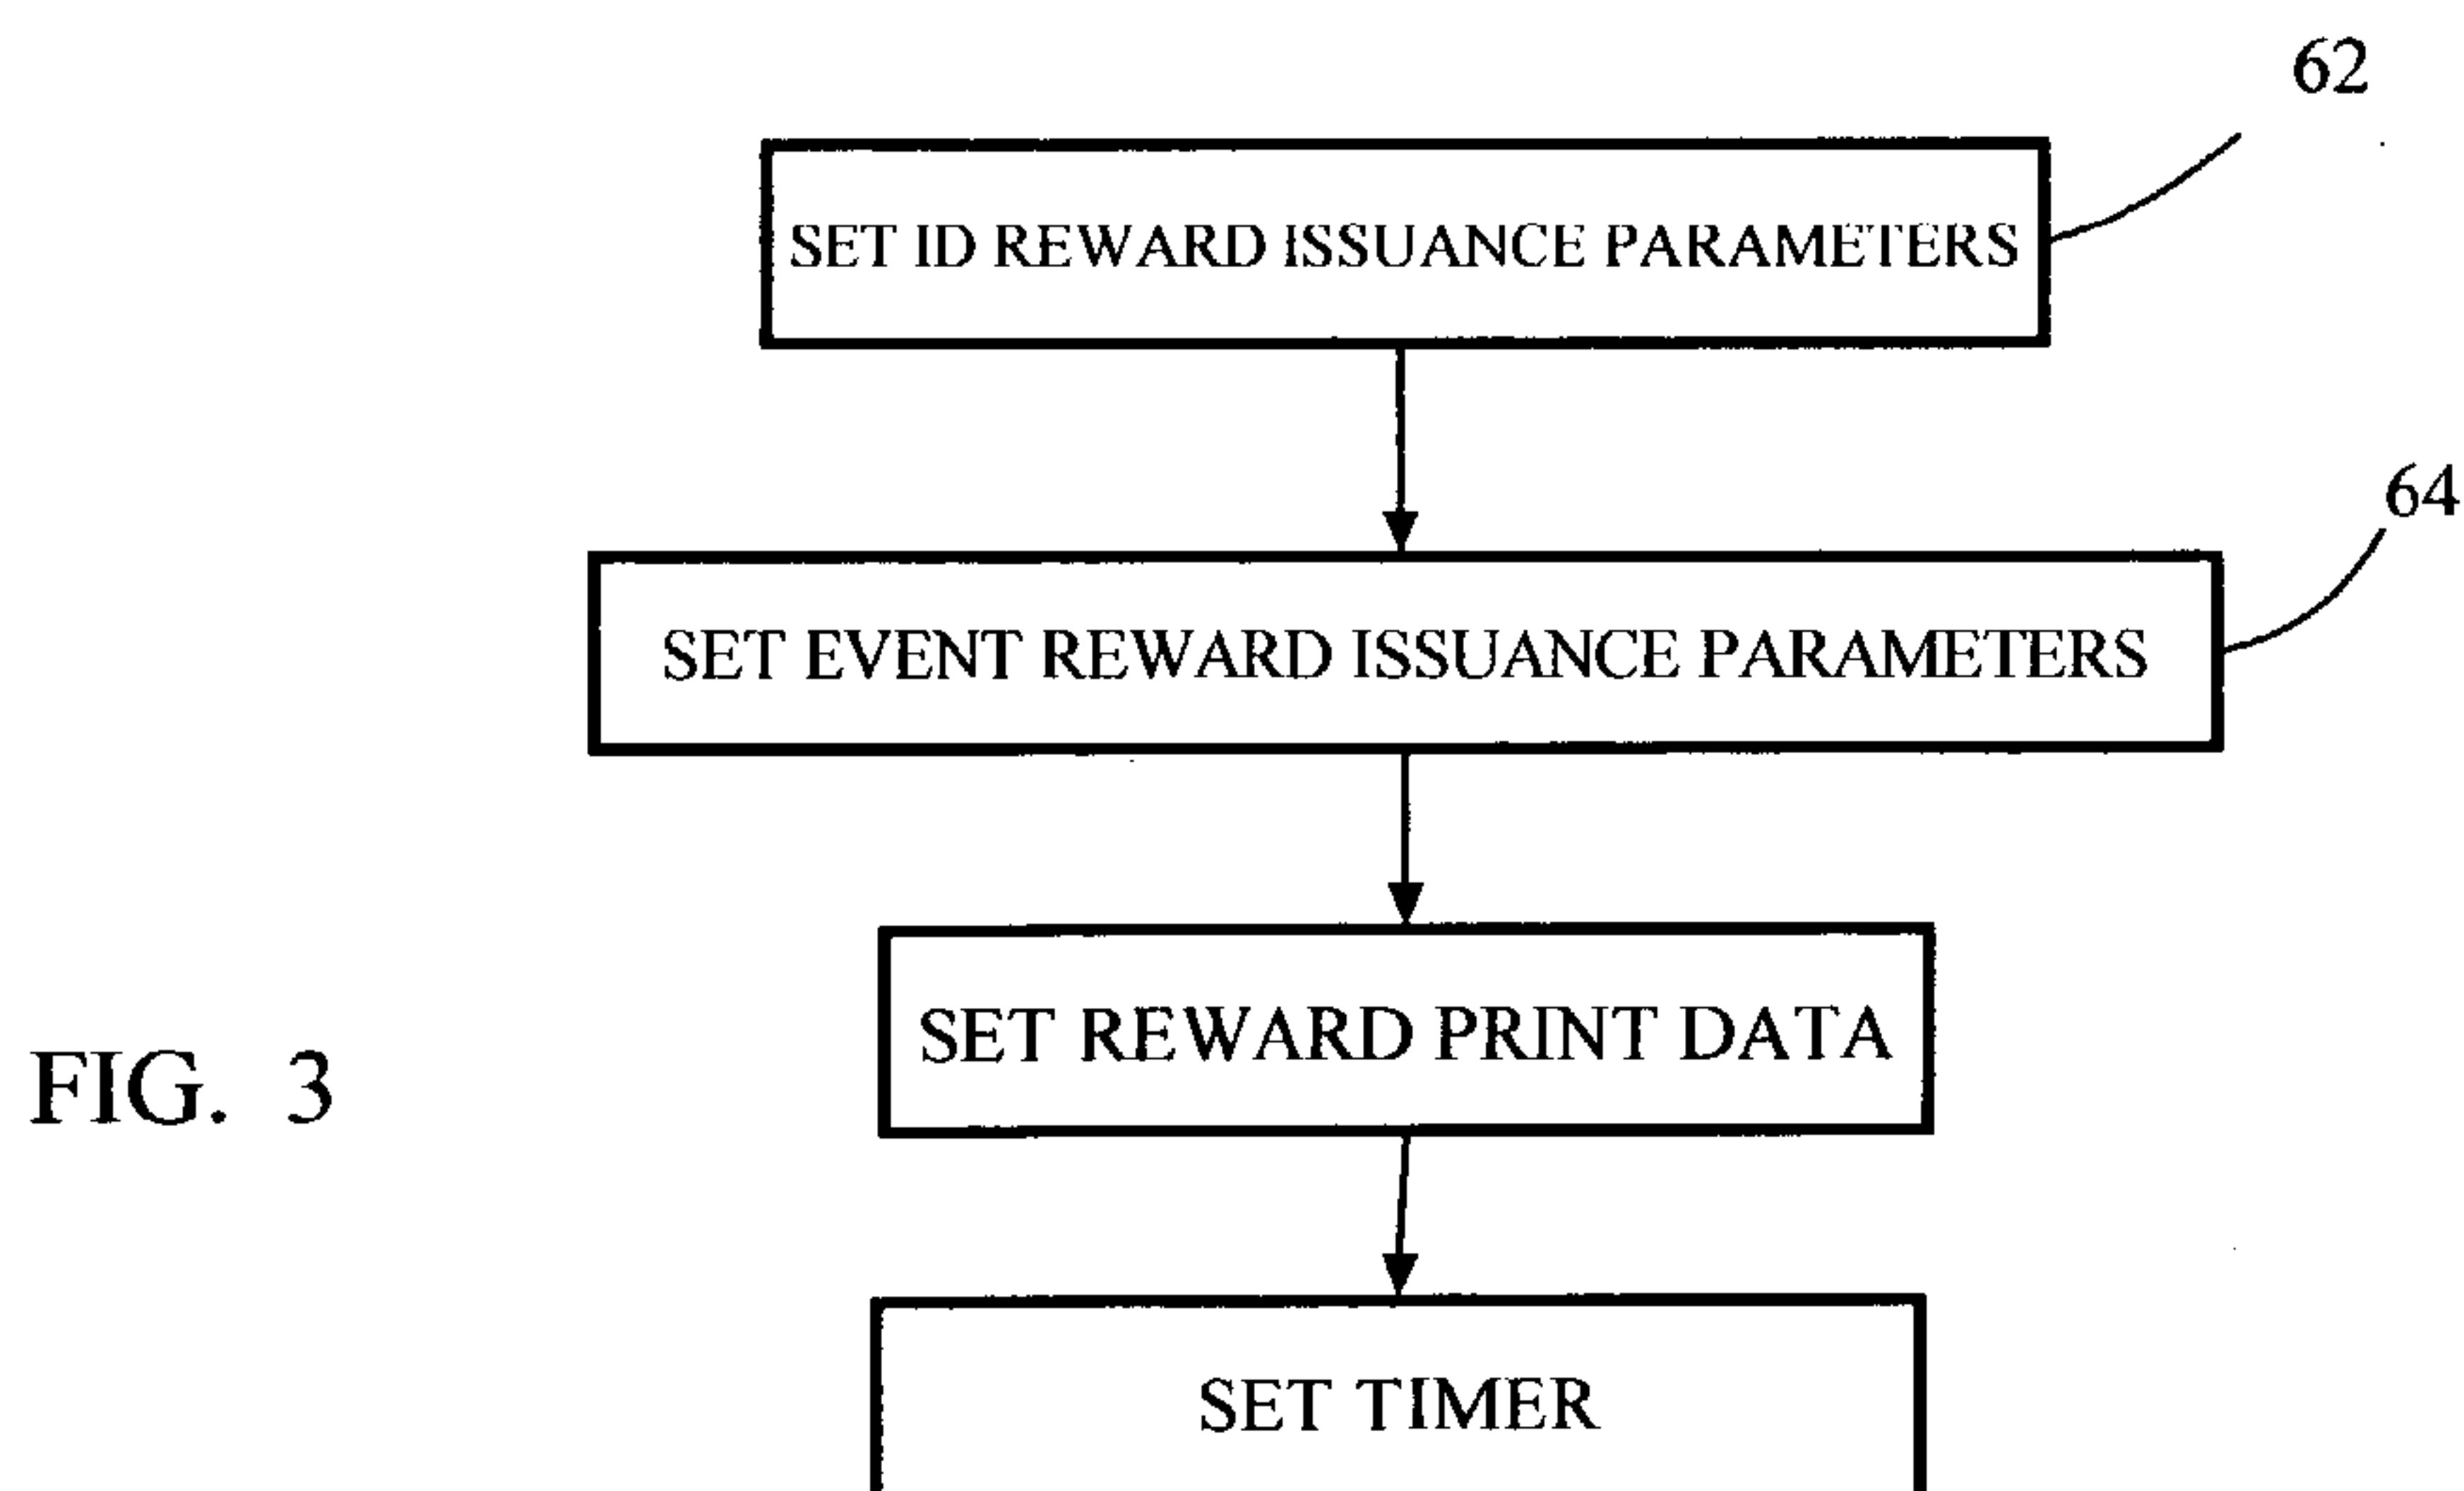 62
SET ID REWARD ISSUANCE PARAMETERS
64
SET EVENT REWARD ISSUANCE PARAMETERS
SET REWARD PRINT DATA
FIG. 3
SET TIMER